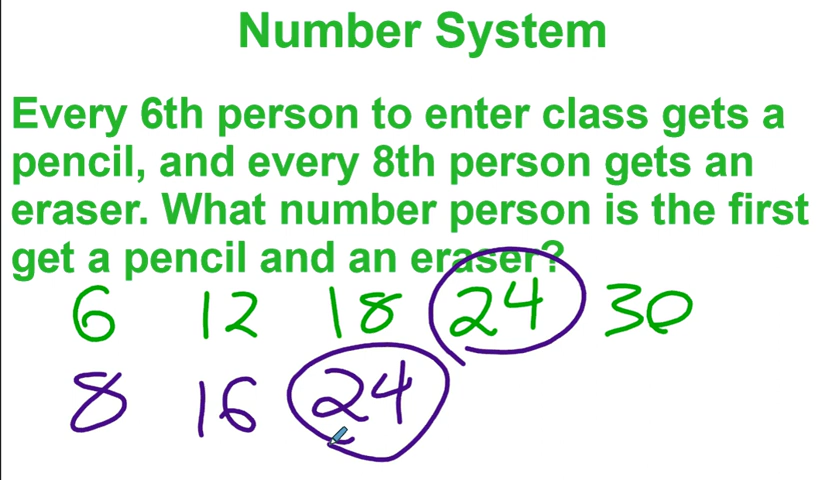 Number System
Every 6th person to enter class gets a
pencil, and every 8th person gets an
eraser. What number person is the first
get a pencil and an eraser?
6 12 18 24 30
8 16 24